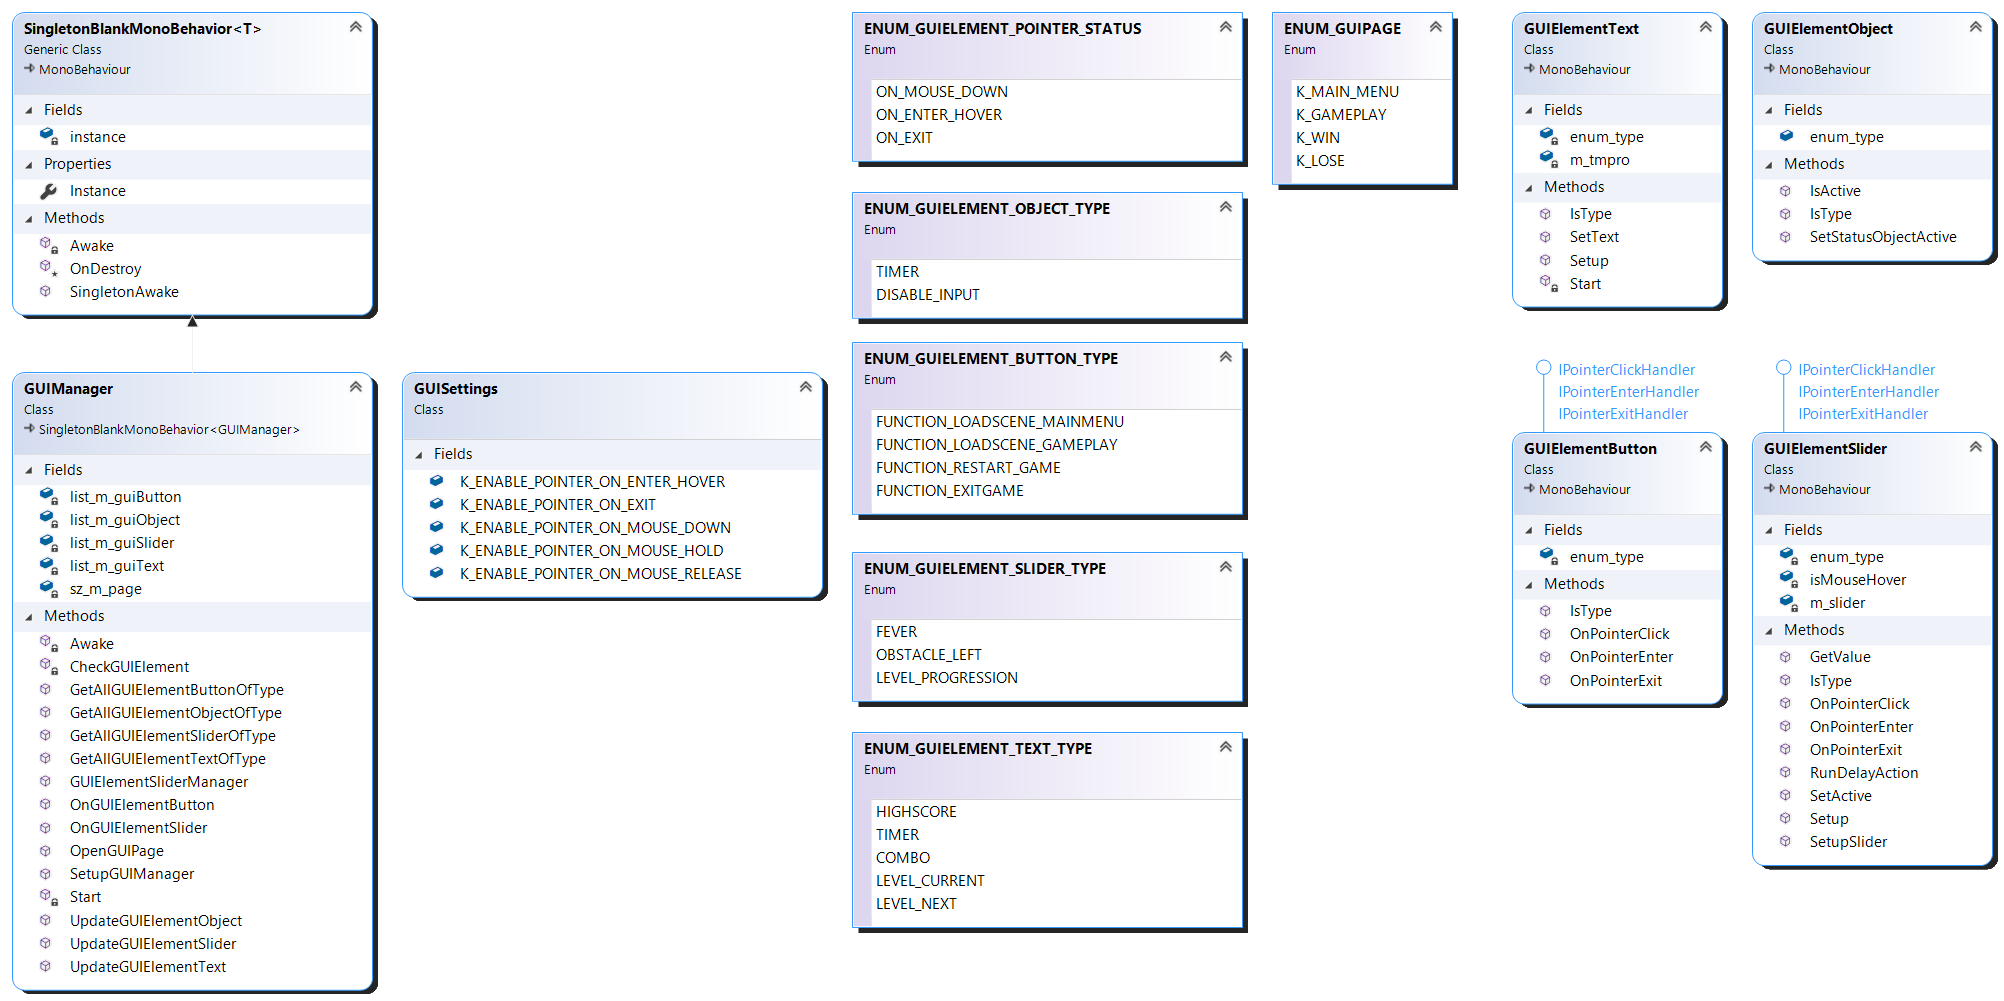 SingletonBlankMonoBehavior<T>
Generic Class
MonoBehaviour
Fields
instance
Properties
Instance
Methods
Awake
OnDestroy
SingletonAwake
GUIManager
Class
SingletonBlankMonoBehavior<GUIManager>
Fields
list_m_guiButton
list_m_guiObject
list_m_guiSlider
list_m_guiText
sz_m_page
Methods
Awake
CheckGUIElement
GetAllGUIElementButtonOfType
GetAllGUIElementObjectOfType
GetAllGUIElementSliderOfType
GetAllGUIElementTextOfType
GUIElementSliderManager
OnGUIElementButton
OnGUIElementSlider
OpenGUIPage
SetupGUIManager
Start
UpdateGUIElementObject
UpdateGUIElementSlider
UpdateGUIElementText
GUISettings
Class
Fields
K_ENABLE_POINTER_ON_ENTER_HOVER
K_ENABLE_POINTER_ON_EXIT
K_ENABLE_POINTER_ON_MOUSE_DOWN
K_ENABLE_POINTER_ON_MOUSE_HOLD
K_ENABLE_POINTER_ON_MOUSE_RELEASE
ENUM_GUIELEMENT_POINTER_STATUS
Enum
ON_MOUSE_DOWN
ON_ENTER_HOVER
ON_EXIT
ENUM_GUIELEMENT_OBJECT_TYPE
Enum
TIMER
DISABLE_INPUT
ENUM_GUIELEMENT_BUTTON_TYPE
Enum
FUNCTION_LOADSCENE_MAINMENU
FUNCTION_LOADSCENE_GAMEPLAY
FUNCTION_RESTART_GAME
FUNCTION_EXITGAME
ENUM_GUIELEMENT_SLIDER_TYPE
Enum
FEVER
OBSTACLE_LEFT
LEVEL_PROGRESSION
ENUM_GUIELEMENT_TEXT_TYPE
Enum
HIGHSCORE
TIMER
COMBO
LEVEL_CURRENT
LEVEL_NEXT
ENUM_GUIPAGE
Enum
K_MAIN_MENU
K_GAMEPLAY
K_WIN
K_LOSE
GUIElementText
Class
MonoBehaviour
Fields
enum_type
m_tmpro
Methods
IsType
SetText
Setup
Start
GUIElementObject
Class
MonoBehaviour
Fields
enum_type
Methods
IsActive
IsType
SetStatusObjectActive
IPointerClickHandler
IPointerEnterHandler
IPointerExitHandler
GUIElementButton
Class
MonoBehaviour
Fields
enum_type
Methods
IsType
OnPointerClick
OnPointerEnter
OnPointerExit
IPointerClickHandler
IPointerEnterHandler
IPointerExitHandler
GUIElementSlider
Class
MonoBehaviour
Fields
enum_type
isMouseHover
m_slider
Methods
GetValue
IsType
OnPointerClick
OnPointerEnter
OnPointerExit
RunDelayAction
SetActive
Setup
SetupSlider